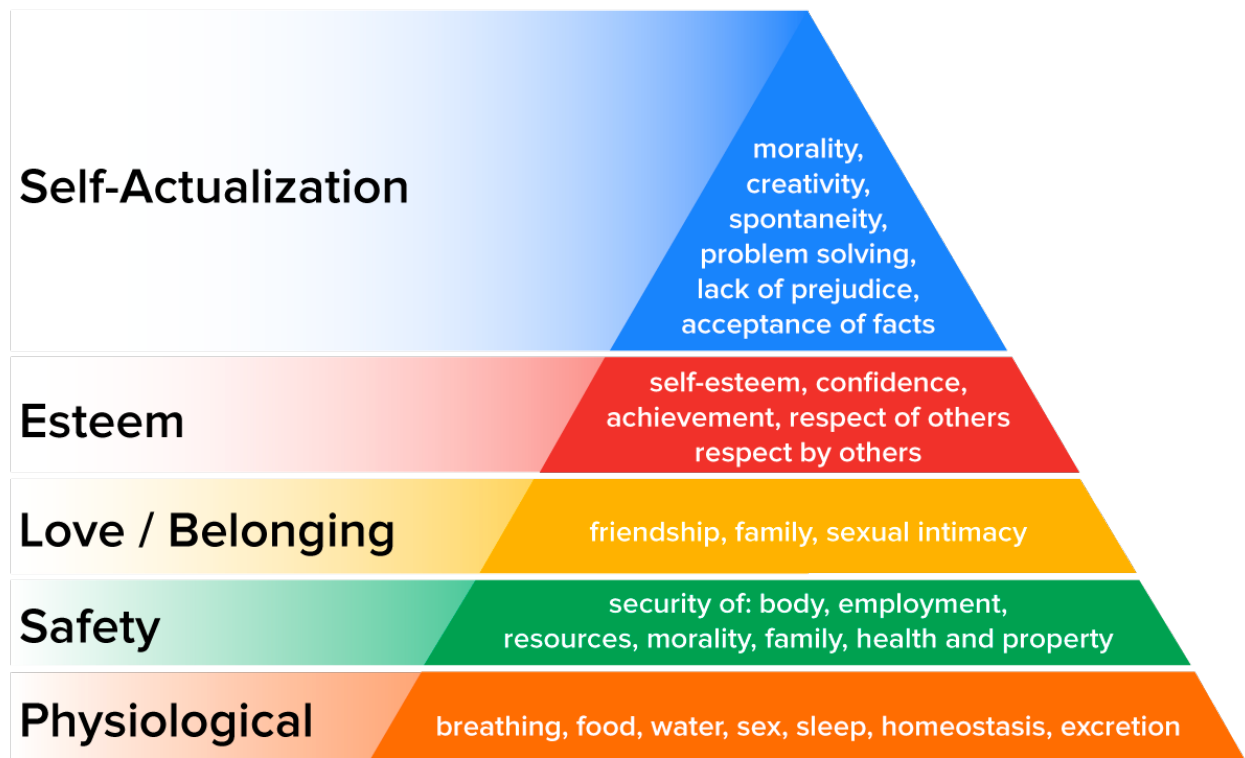 Self-Actualization
morality,
creativity,
spontaneity,
problem solving,
lack of prejudice,
acceptance of facts
Esteem
self-esteem, confidence,
achievement, respect of others
respect by others
Love / Belonging
friendship, family, sexual intimacy
Safety
security of: body, employment,
resources, morality, family, health and property
Physiological
breathing, food, water, sex, sleep, homeostasis, excretion